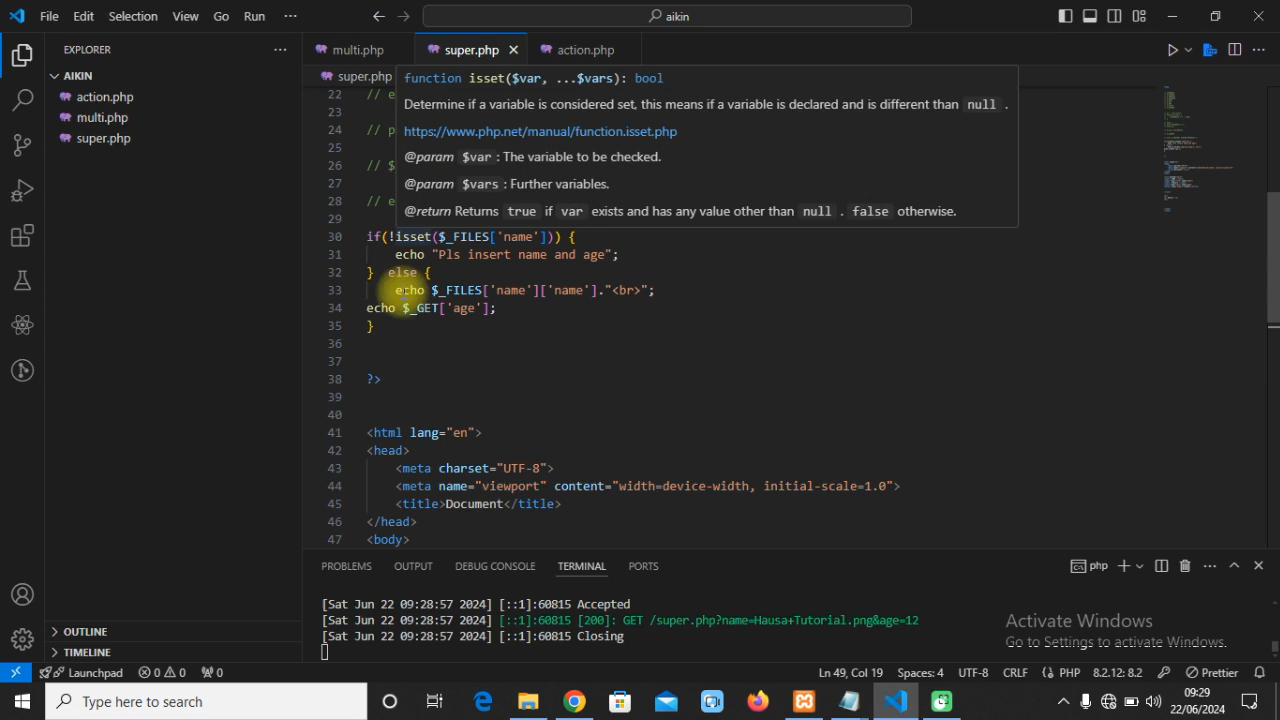 File Edit Selection View Go Run ··· aikin
EXPLORER ··· multi.php super.php action.php
AIKIN
action.php
multi.php
super.php
super.php
function isset($var, ...$vars): bool
Determine if a variable is considered set, this means if a variable is declared and is different than null .
https://www.php.net/manual/function.isset.php
@param $var : The variable to be checked.
@param $vars : Further variables.
@return Returns true if var exists and has any value other than null . false otherwise.
22 // e
23
24 // p
25
26 // $
27
28 // e
29
30 if(!isset($_FILES['name'])) {
31 echo "Pls insert name and age";
32 } else {
33 echo $_FILES['name']['name']."<br>";
34 echo $_GET['age'];
35 }
36
37
38 ?>
39
40
41 <html lang="en">
42 <head>
43 <meta charset="UTF-8">
44 <meta name="viewport" content="width=device-width, initial-scale=1.0">
45 <title>Document</title>
46 </head>
47 <body>
PROBLEMS OUTPUT DEBUG CONSOLE TERMINAL PORTS php
[Sat Jun 22 09:28:57 2024] [::1]:60815 Accepted
[Sat Jun 22 09:28:57 2024] [::1]:60815 [200]: GET /super.php?name=Hausa+Tutorial.png&age=12
[Sat Jun 22 09:28:57 2024] [::1]:60815 Closing
Activate Windows
Go to Settings to activate Windows.
OUTLINE
TIMELINE
Launchpad 0 0 0 Ln 49, Col 19 Spaces: 4 UTF-8 CRLF PHP 8.2.12: 8.2 Prettier
Type here to search
09:29
22/06/2024